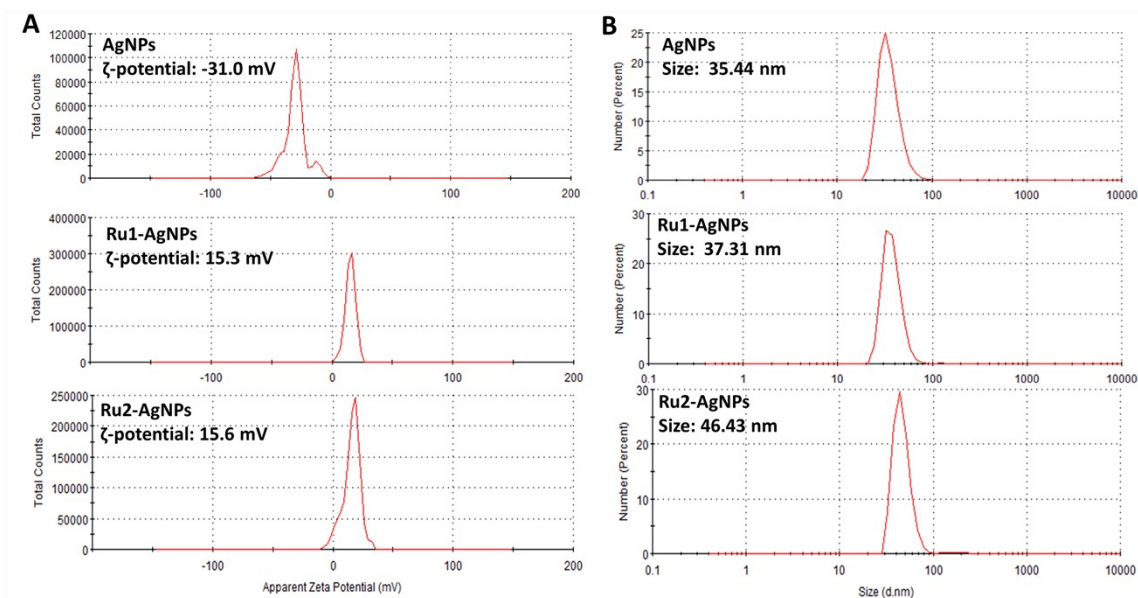 A
AgNPs
ζ-potential: -31.0 mV
Total Counts
120000
100000
80000
60000
40000
20000
0
-100
0
100
200
Ru1-AgNPs
ζ-potential: 15.3 mV
Total Counts
400000
300000
200000
100000
0
-100
0
100
200
Ru2-AgNPs
ζ-potential: 15.6 mV
Total Counts
250000
200000
150000
100000
50000
0
-100
0
100
200
Apparent Zeta Potential (mV)
B
AgNPs
Size: 35.44 nm
Number (Percent)
25
20
15
10
5
0
0.1
1
10
100
1000
10000
Ru1-AgNPs
Size: 37.31 nm
Number (Percent)
30
20
10
0
0.1
1
10
100
1000
10000
Ru2-AgNPs
Size: 46.43 nm
Number (Percent)
30
20
10
0
0.1
1
10
100
1000
10000
Size (d.nm)